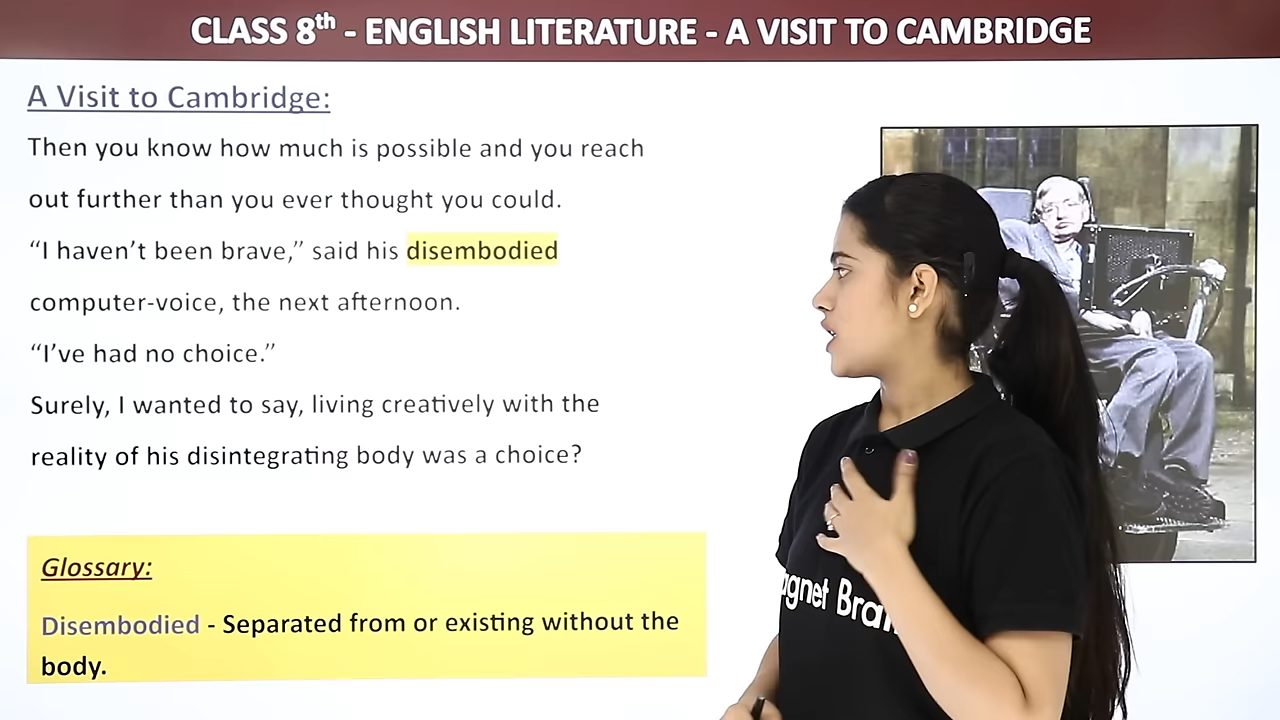 CLASS 8th - ENGLISH LITERATURE - A VISIT TO CAMBRIDGE
A Visit to Cambridge:
Then you know how much is possible and you reach
out further than you ever thought you could.
“I haven’t been brave,” said his disembodied
computer-voice, the next afternoon.
“I’ve had no choice.”
Surely, I wanted to say, living creatively with the
reality of his disintegrating body was a choice?
Glossary:
Disembodied - Separated from or existing without the
body.